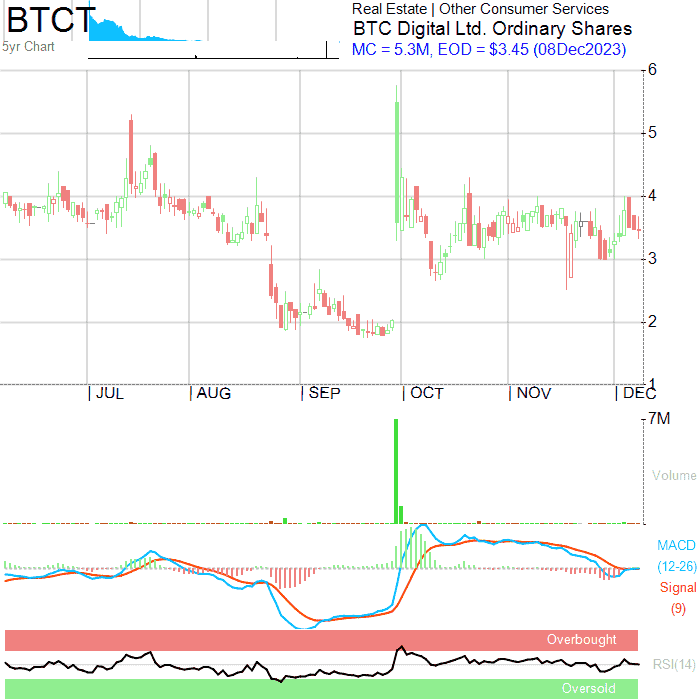 BTCT
5yr Chart
Real Estate | Other Consumer Services
BTC Digital Ltd. Ordinary Shares
MC = 5.3M, EOD = $3.45 (08Dec2023)
6
5
4
3
2
1
JUL AUG SEP OCT NOV DEC
7M
Volume
MACD
(12-26)
Signal
(9)
Overbought
RSI(14)
Oversold